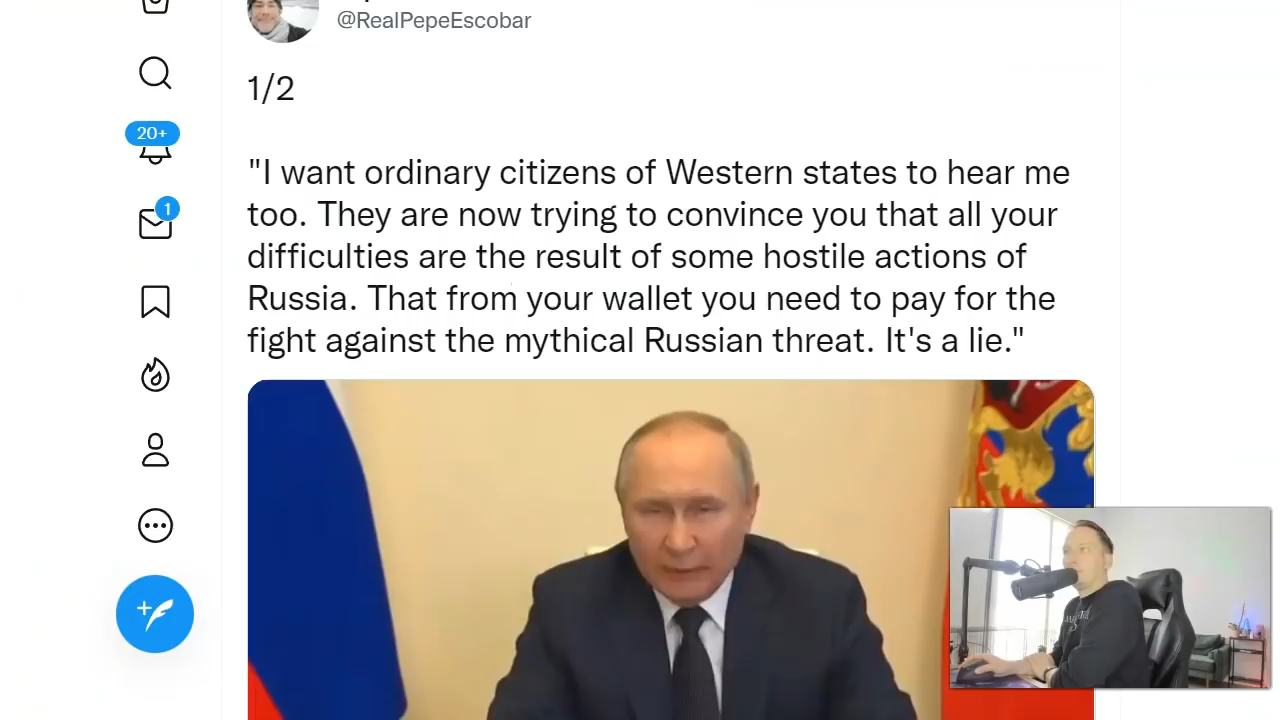 @RealPepeEscobar
1/2
20+
1
"I want ordinary citizens of Western states to hear me
too. They are now trying to convince you that all your
difficulties are the result of some hostile actions of
Russia. That from your wallet you need to pay for the
fight against the mythical Russian threat. It's a lie."